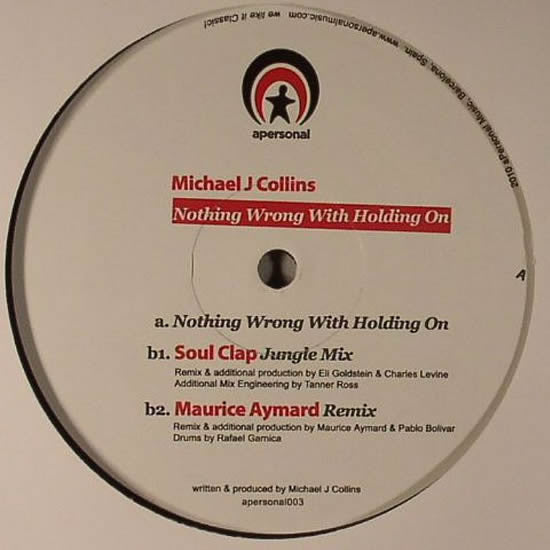 2010 aPersonal Music, Barcelona, Spain. www.apersonalmusic.com we like it Classic!
apersonal
Michael J Collins
Nothing Wrong With Holding On
A
a. Nothing Wrong With Holding On
b1. Soul Clap Jungle Mix
Remix & additional production by Eli Goldstein & Charles Levine
Additional Mix Engineering by Tanner Ross
b2. Maurice Aymard Remix
Remix & additional production by Maurice Aymard & Pablo Bolivar
Drums by Rafael Garnica
written & produced by Michael J Collins
apersonal003